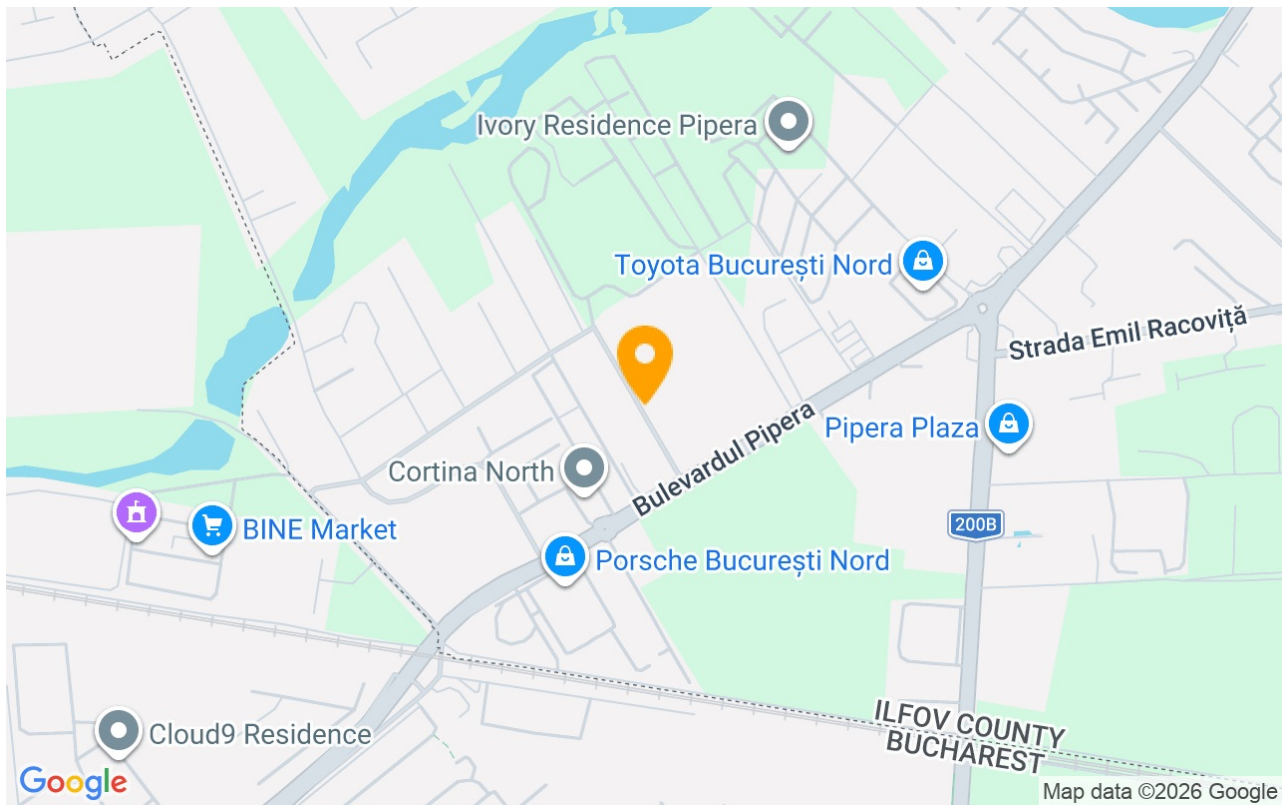 Ivory Residence Pipera
Toyota București Nord
Strada Emil Racoviță
Bulevardul Pipera
Pipera Plaza
Cortina North
BINE Market
200B
Porsche București Nord
ILFOV COUNTY
BUCHAREST
Cloud9 Residence
Google
Map data ©2026 Google